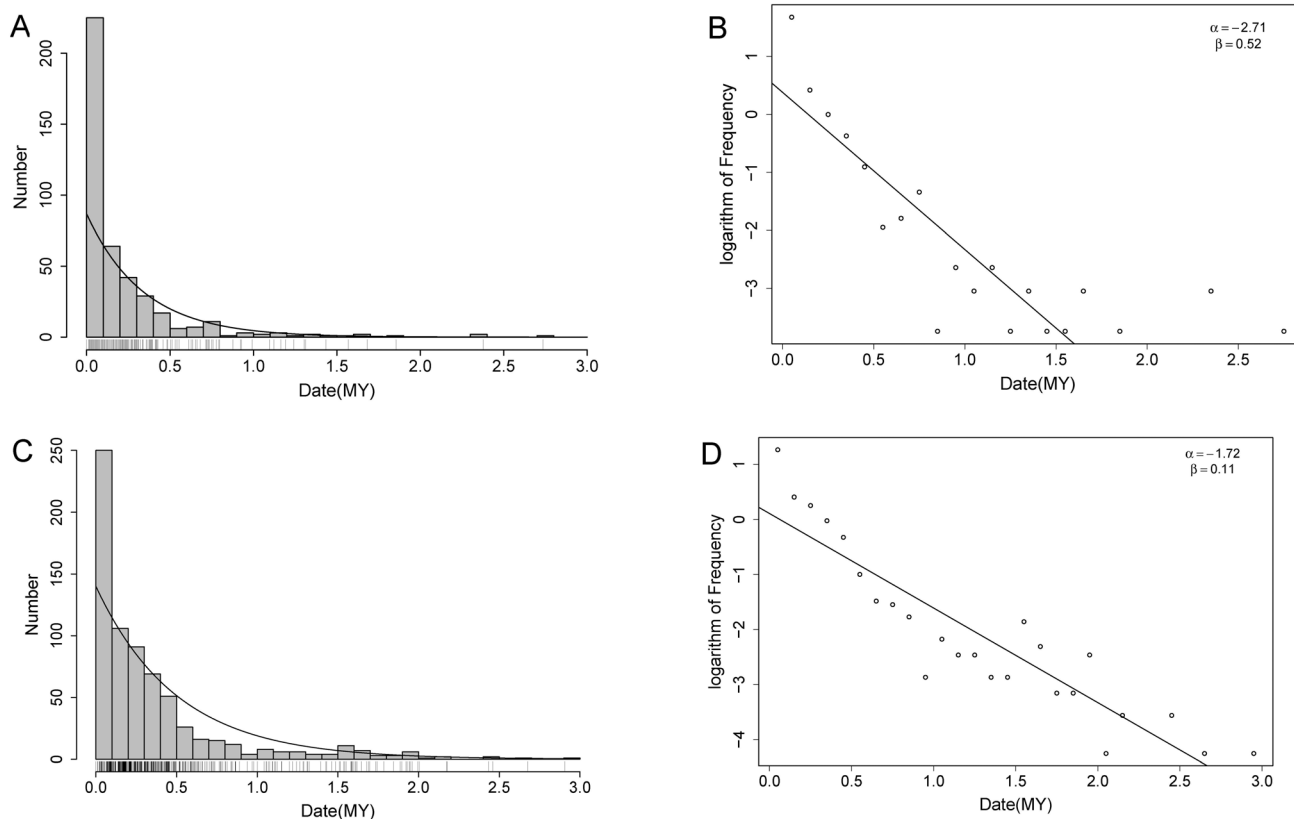 A
Number
200
150
100
50
0
0.0 0.5 1.0 1.5 2.0 2.5 3.0
Date(MY)
B
α=−2.71
β=0.52
logarithm of Frequency
1
0
−1
−2
−3
0.0 0.5 1.0 1.5 2.0 2.5
Date(MY)
C
Number
250
200
150
100
50
0
0.0 0.5 1.0 1.5 2.0 2.5 3.0
Date(MY)
D
α=−1.72
β=0.11
logarithm of Frequency
1
0
−1
−2
−3
−4
0.0 0.5 1.0 1.5 2.0 2.5 3.0
Date(MY)